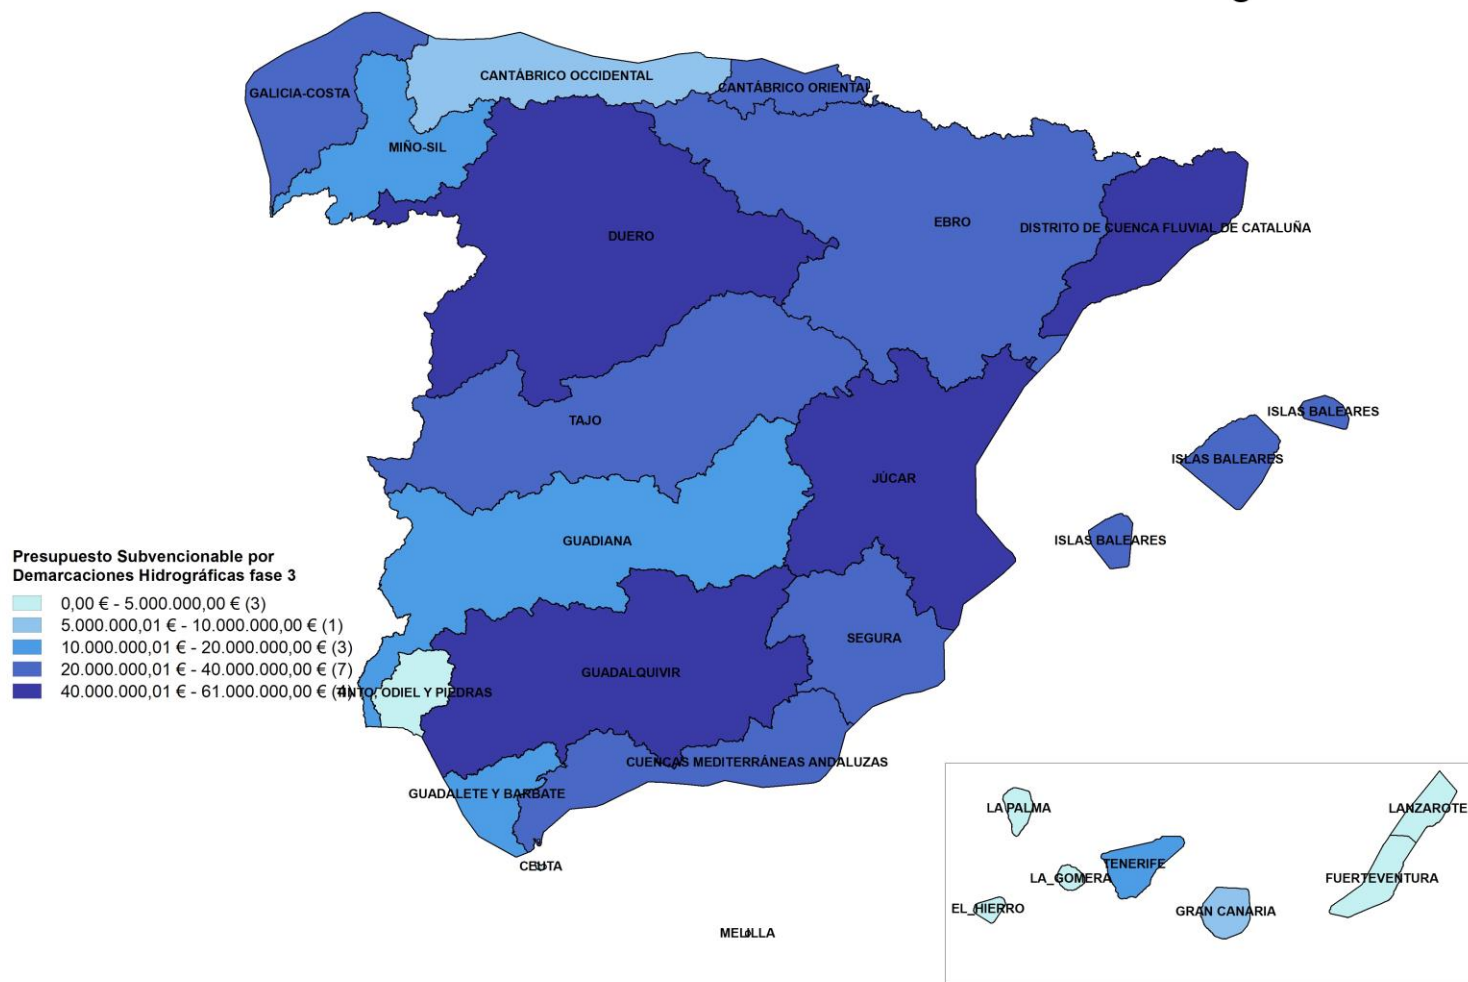 GALICIA-COSTA
CANTÁBRICO OCCIDENTAL
CANTÁBRICO ORIENTAL
MIÑO-SIL
DUERO
EBRO
DISTRITO DE CUENCA FLUVIAL DE CATALUÑA
TAJO
ISLAS BALEARES
ISLAS BALEARES
ISLAS BALEARES
JÚCAR
GUADIANA
SEGURA
GUADALQUIVIR
Presupuesto Subvencionable por
Demarcaciones Hidrográficas fase 3
0,00 € - 5.000.000,00 € (3)
5.000.000,01 € - 10.000.000,00 € (1)
10.000.000,01 € - 20.000.000,00 € (3)
20.000.000,01 € - 40.000.000,00 € (7)
40.000.000,01 € - 61.000.000,00 € (4)
TINTO, ODIEL Y PIEDRAS
CUENCAS MEDITERRÁNEAS ANDALUZAS
GUADALETE Y BARBATE
CEUTA
MELILLA
LA PALMA
LANZAROTE
TENERIFE
LA_GOMERA
FUERTEVENTURA
EL_HIERRO
GRAN CANARIA